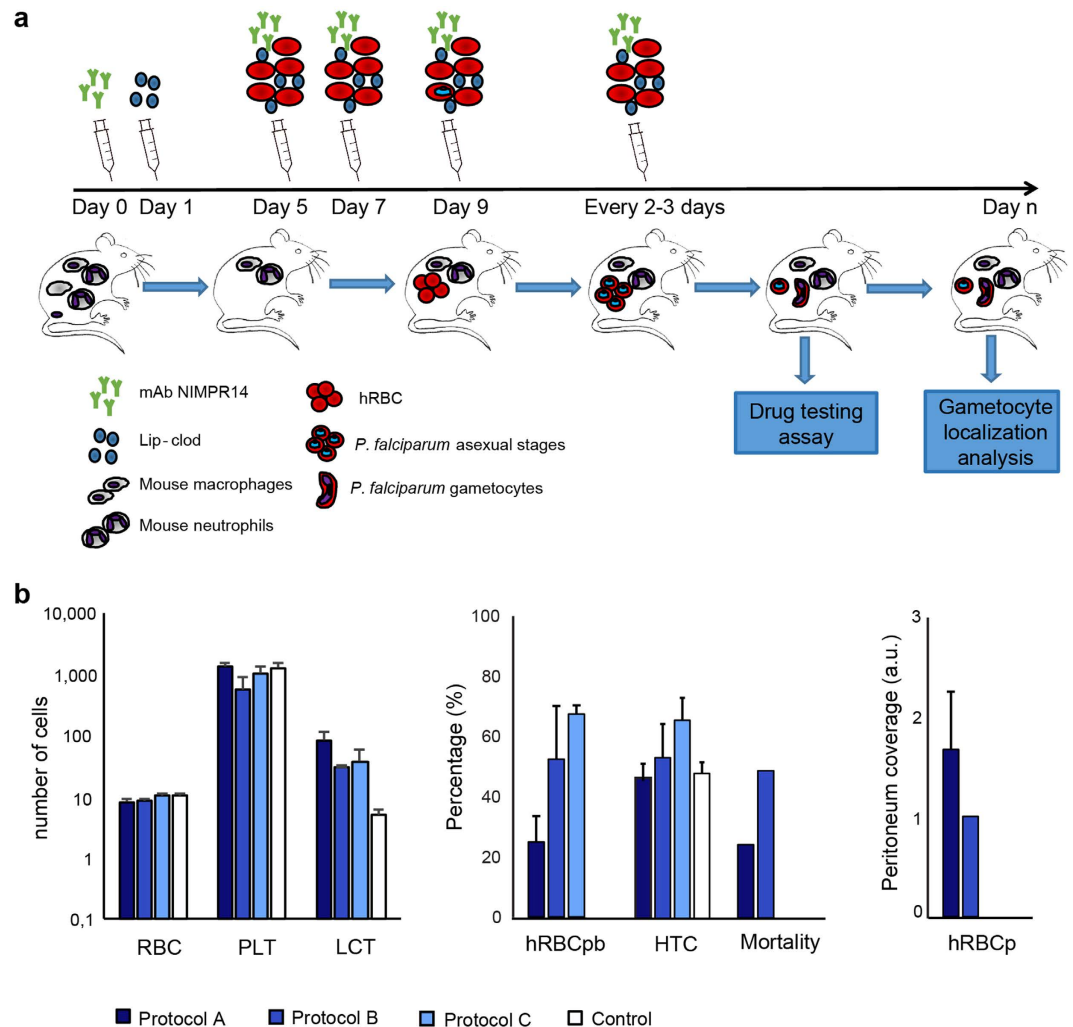 a
Day 0
Day 1
Day 5
Day 7
Day 9
Every 2-3 days
Day n
mAb NIMPR14
Lip-clod
Mouse macrophages
Mouse neutrophils
hRBC
P. falciparum asexual stages
P. falciparum gametocytes
Drug testing
assay
Gametocyte
localization
analysis
b
number of cells
10,000
1,000
100
10
1
0,1
RBC
PLT
LCT
Percentage (%)
100
80
60
40
20
0
hRBCpb
HTC
Mortality
Peritoneum coverage (a.u.)
3
2
1
0
hRBCp
Protocol A
Protocol B
Protocol C
Control